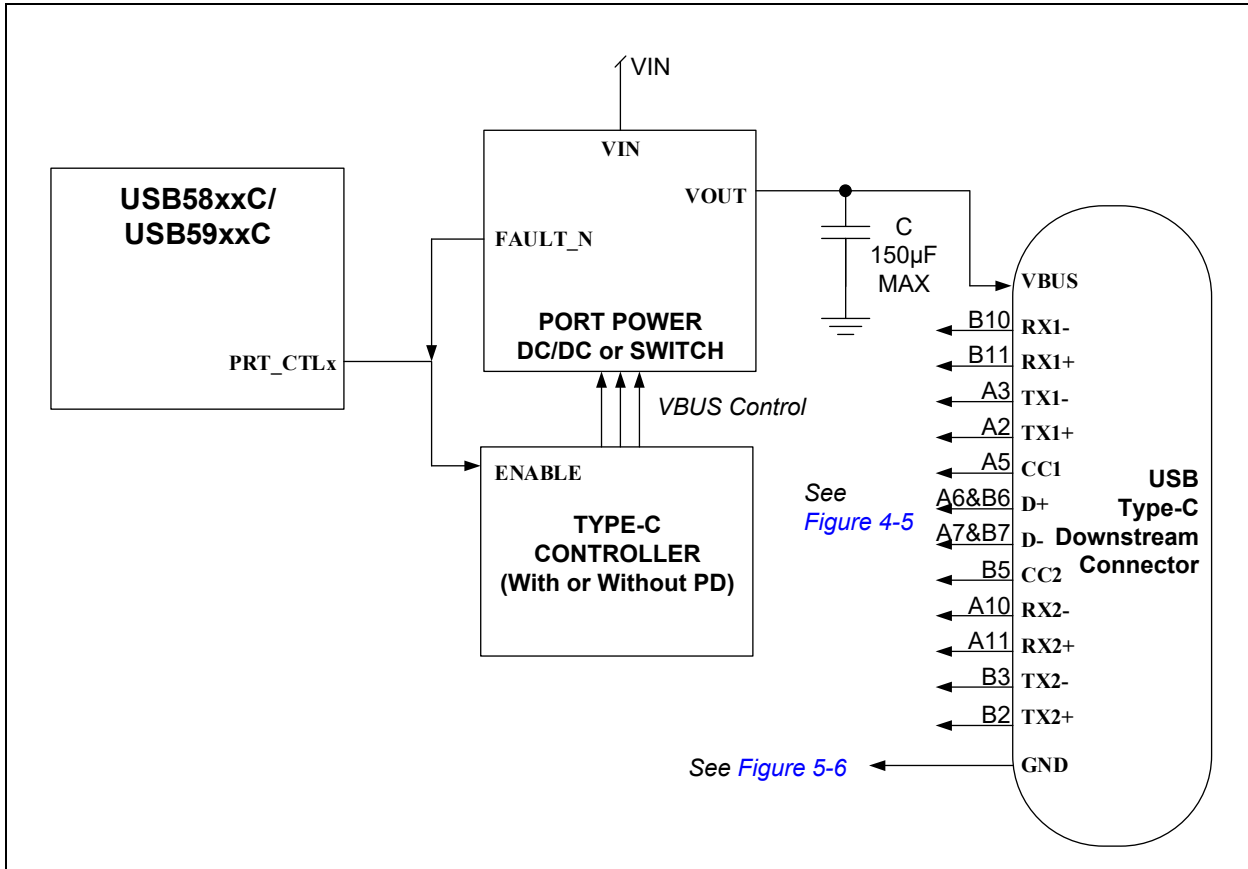 VIN
VIN
USB58xxC/
USB59xxC
VOUT
FAULT_N
C
150µF
MAX
PORT POWER
DC/DC or SWITCH
PRT_CTLx
VBUS Control
ENABLE
TYPE-C
CONTROLLER
(With or Without PD)
VBUS
B10 RX1-
B11 RX1+
A3 TX1-
A2 TX1+
A5 CC1
A6&B6 D+
A7&B7 D-
B5 CC2
A10 RX2-
A11 RX2+
B3 TX2-
B2 TX2+
GND
USB
Type-C
Downstream
Connector
See
Figure 4-5
See Figure 5-6